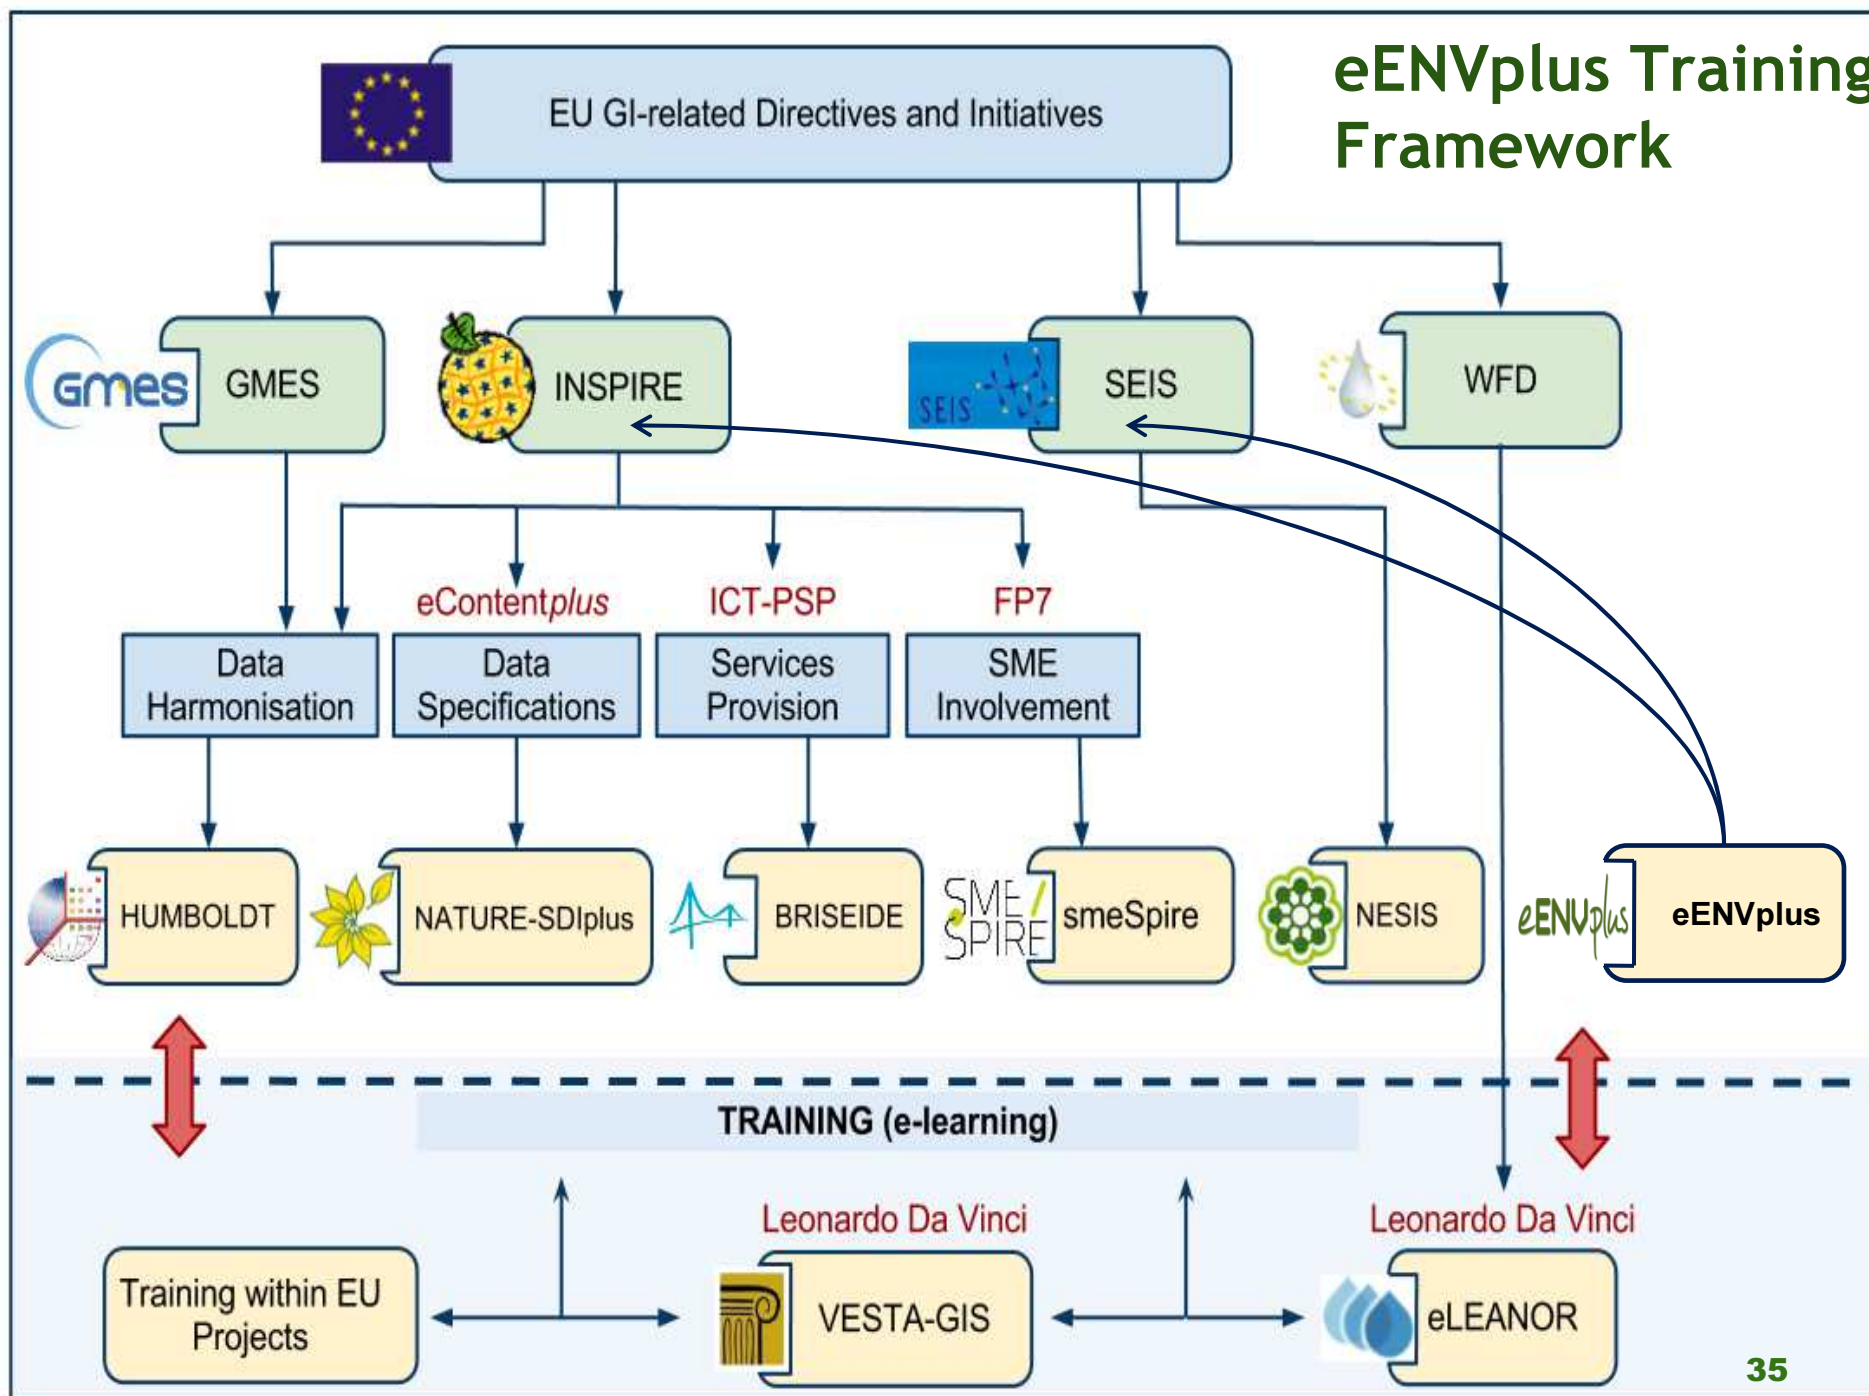 eENVplus Training
Framework
EU GI-related Directives and Initiatives
Gmes
GMES
INSPIRE
SEIS
SEIS
WFD
eContentplus
ICT-PSP
FP7
Data
Harmonisation
Data
Specifications
Services
Provision
SME
Involvement
HUMBOLDT
NATURE-SDIplus
BRISEIDE
SME/
SPIRE
smeSpire
NESIS
eENVplus
eENVplus
TRAINING (e-learning)
Leonardo Da Vinci
Leonardo Da Vinci
Training within EU
Projects
VESTA-GIS
eLEANOR
35